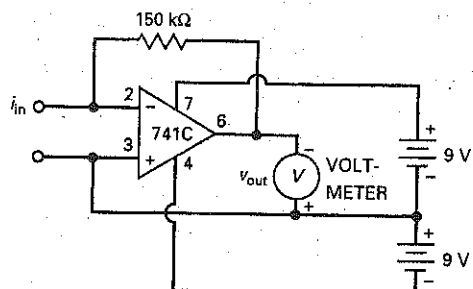 150 kΩ
i_in
2
−
7
741C
6
3
+
4
−
v_out
V
VOLT-
METER
+
+
9 V
−
+
9 V
−